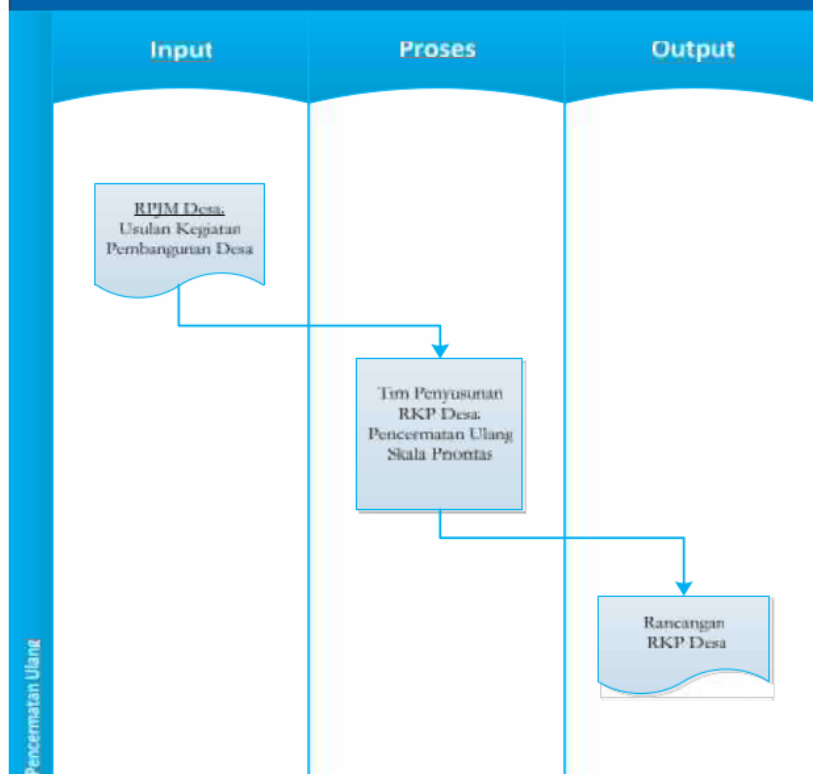 Input
Proses
Output
RPJM Desa:
Usulan Kegiatan
Pembangunan Desa
Tim Penyusunan
RKP Desa:
Pencermatan Ulang
Skala Prioritas
Rancangan
RKP Desa
Pencermatan Ulang